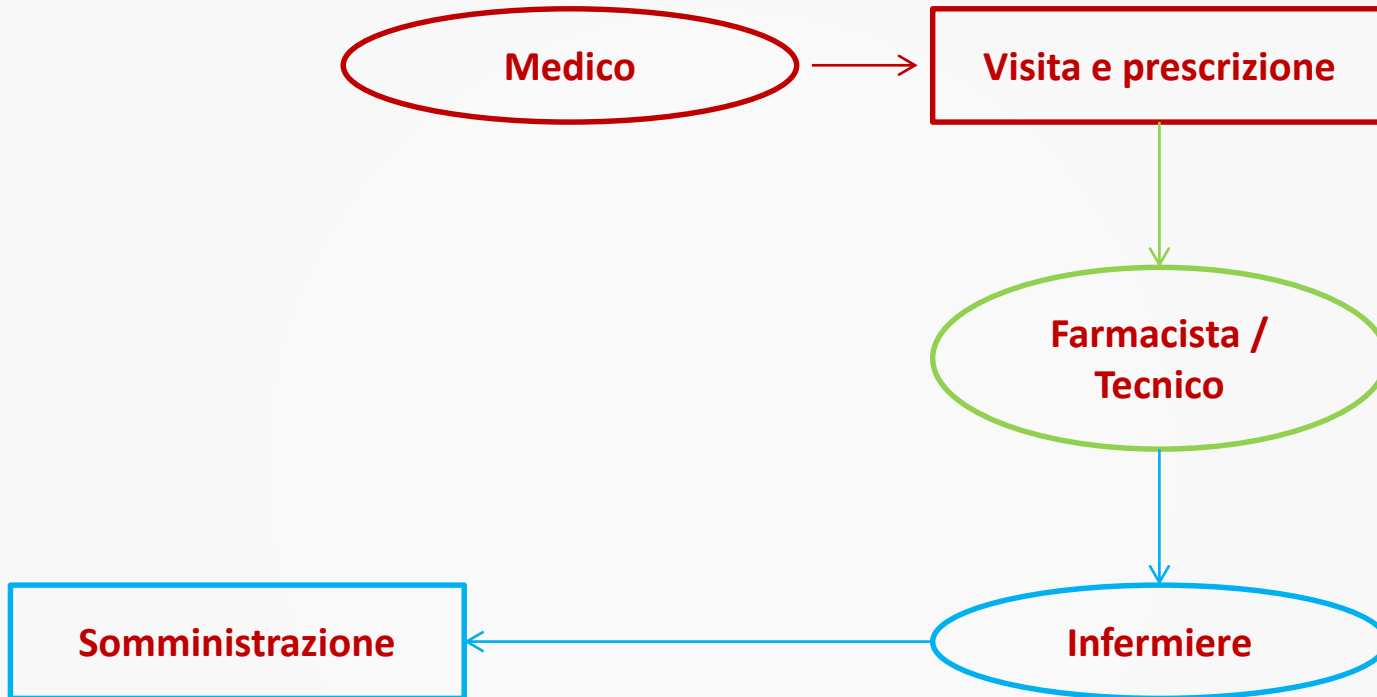 Medico
Visita e prescrizione
Farmacista /
Tecnico
Infermiere
Somministrazione